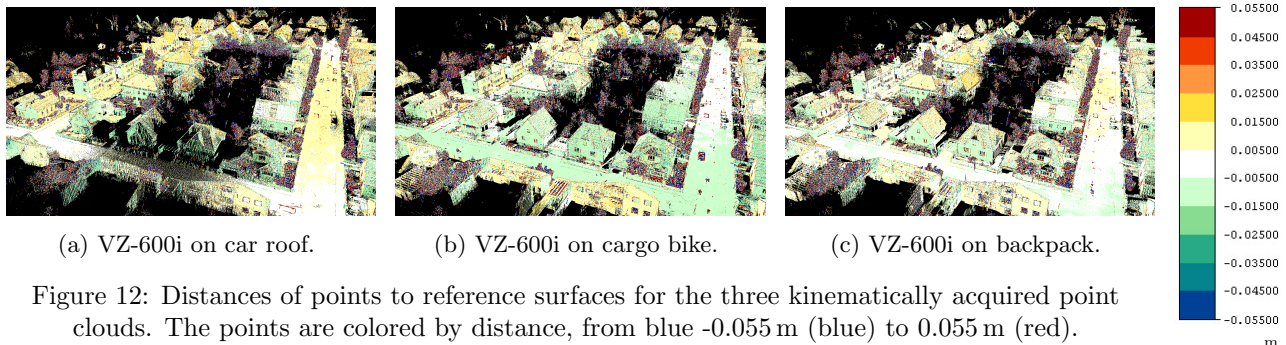 0.05500
0.04500
0.03500
0.02500
0.01500
0.00500
-0.00500
-0.01500
-0.02500
-0.03500
-0.04500
-0.05500
m
(a) VZ-600i on car roof.
(b) VZ-600i on cargo bike.
(c) VZ-600i on backpack.
Figure 12: Distances of points to reference surfaces for the three kinematically acquired point
clouds. The points are colored by distance, from blue -0.055 m (blue) to 0.055 m (red).